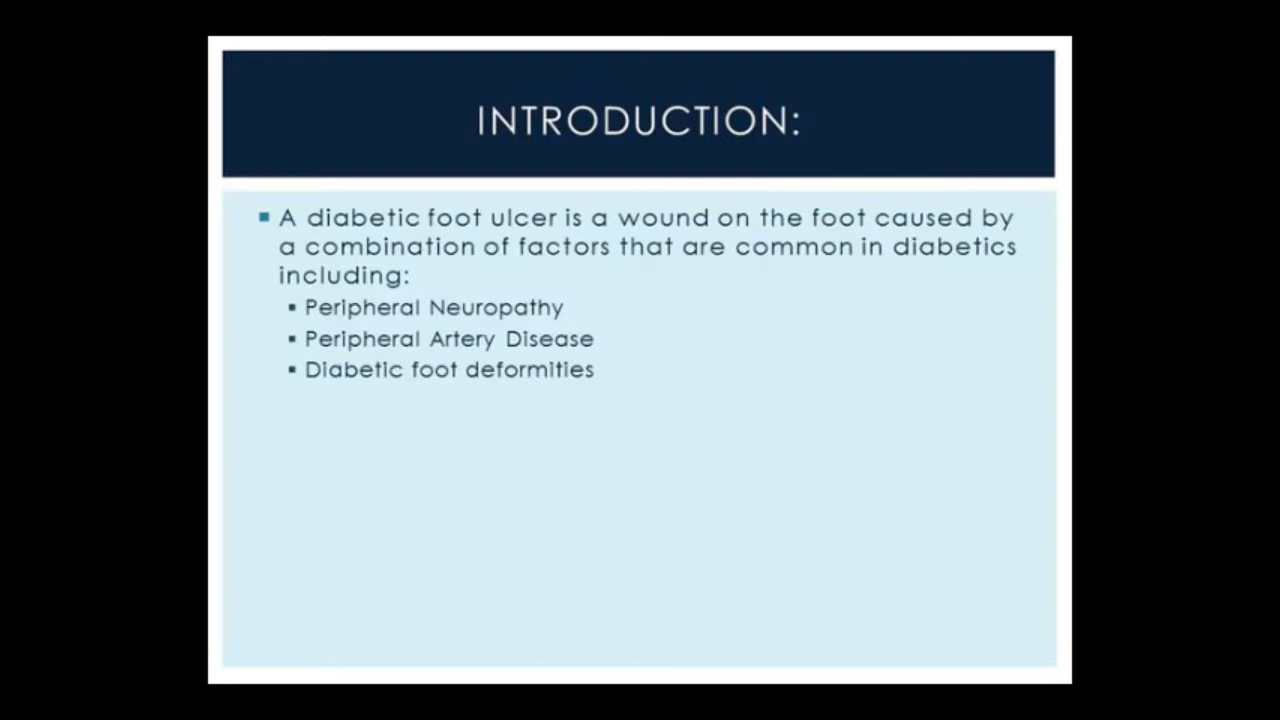 INTRODUCTION:
A diabetic foot ulcer is a wound on the foot caused by
a combination of factors that are common in diabetics
including:
Peripheral Neuropathy
Peripheral Artery Disease
Diabetic foot deformities